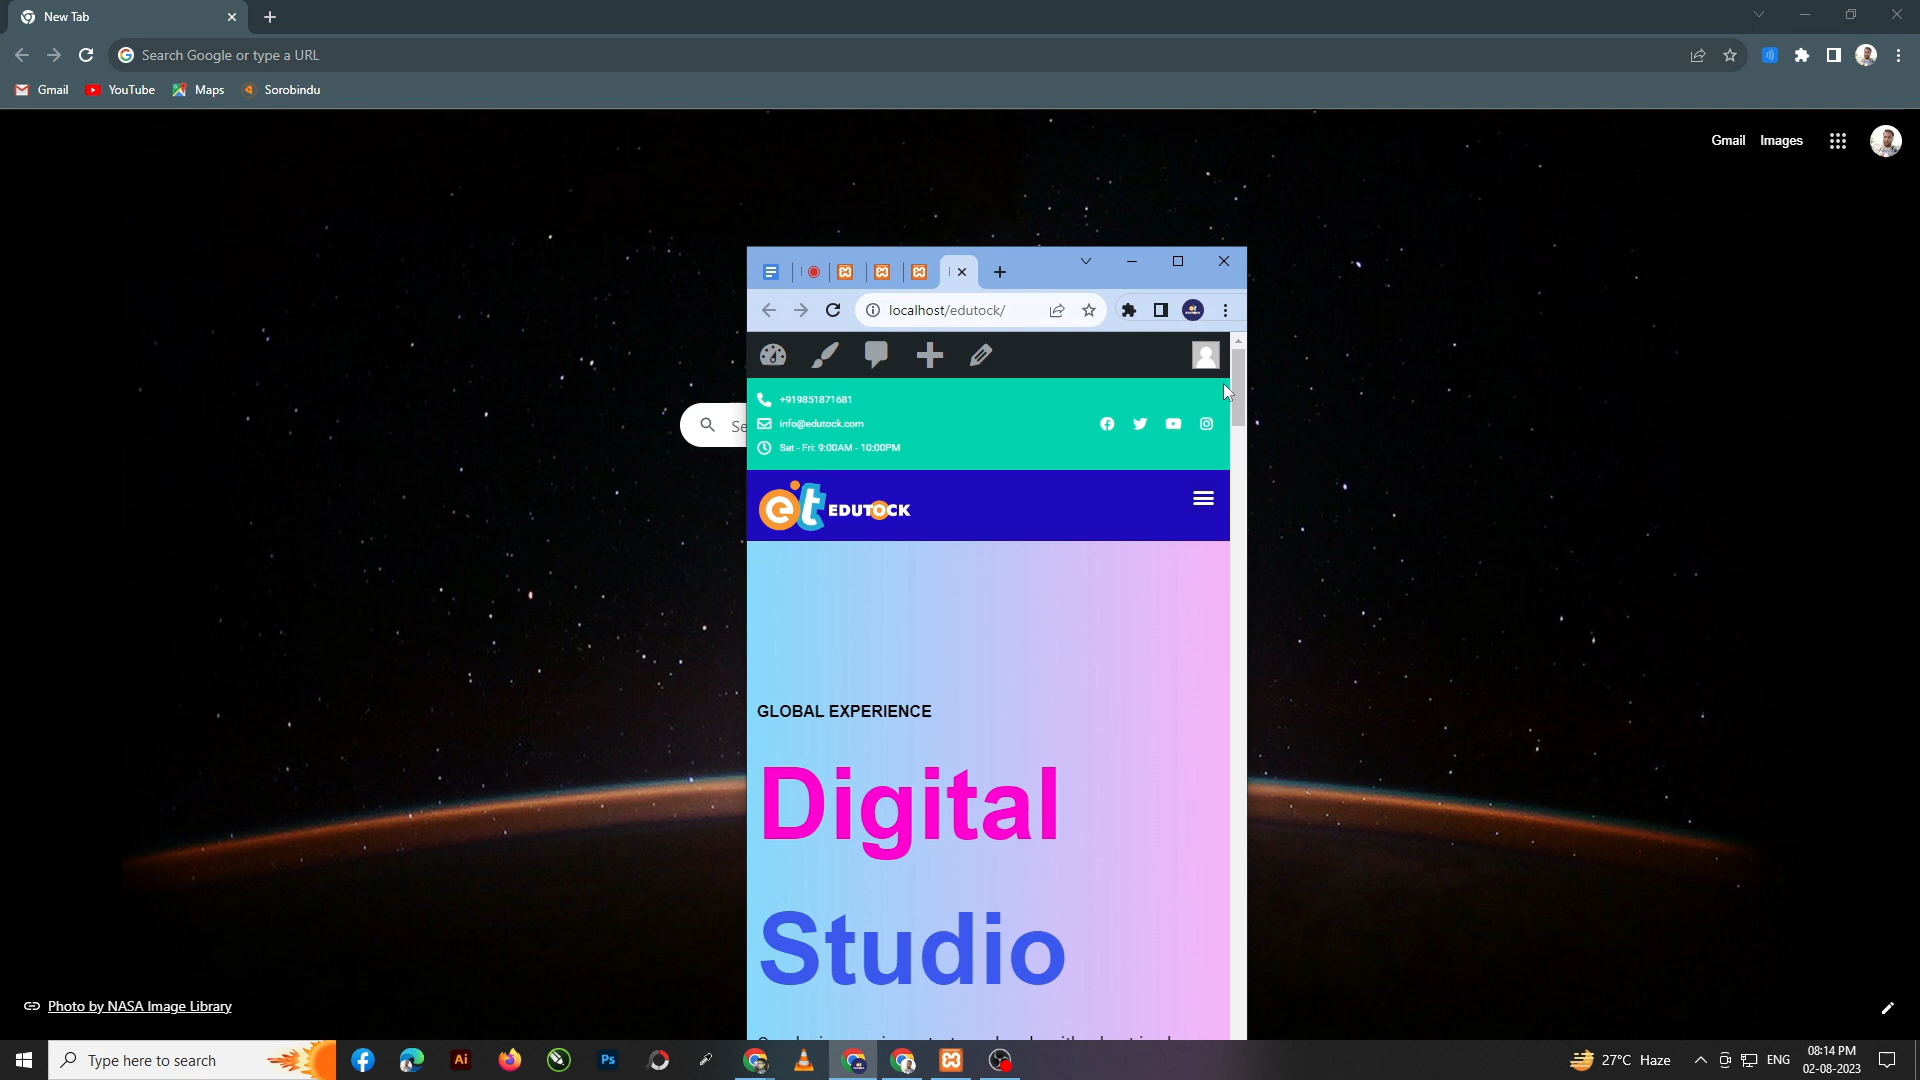 New Tab
Search Google or type a URL
Gmail
YouTube
Maps
Sorobindu
Gmail
Images
localhost/edutock/
+919851871681
info@edutock.com
Sat - Fri: 9:00AM - 10:00PM
EDUTOCK
GLOBAL EXPERIENCE
Digital
Studio
Photo by NASA Image Library
Type here to search
Ai
Ps
27°C Haze
ENG
08:14 PM
02-08-2023